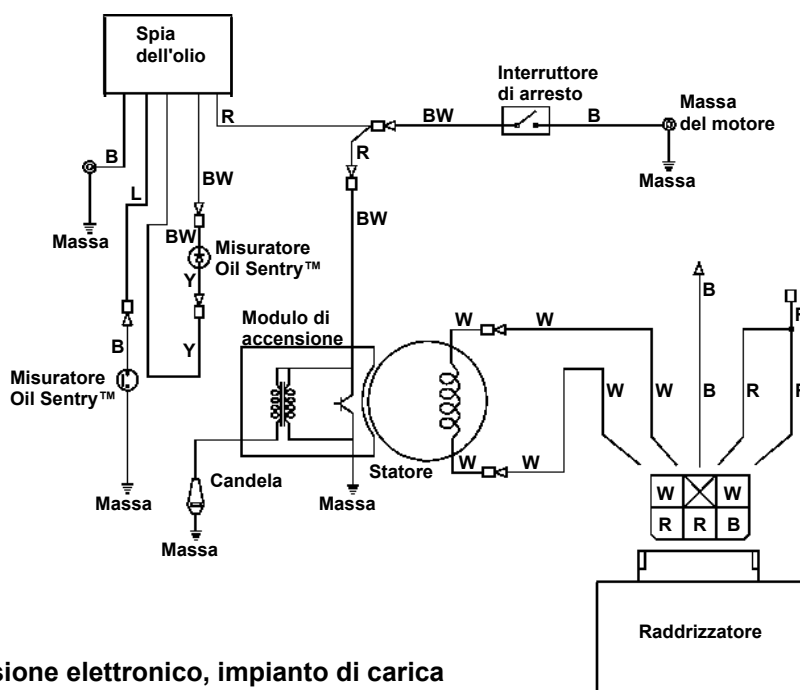 Spia
dell'olio
Interruttore
di arresto
Massa
del motore
R
BW
B
Massa
B
R
BW
BW
L
Massa
BW
Misuratore
Oil Sentry™
Y
Y
B
Misuratore
Oil Sentry™
Massa
Modulo di
accensione
W
W
W
W
W
W
Statore
Candela
Massa
Massa
B
B
R
W
W
R
R
B
Raddrizzatore
sione elettronico, impianto di carica